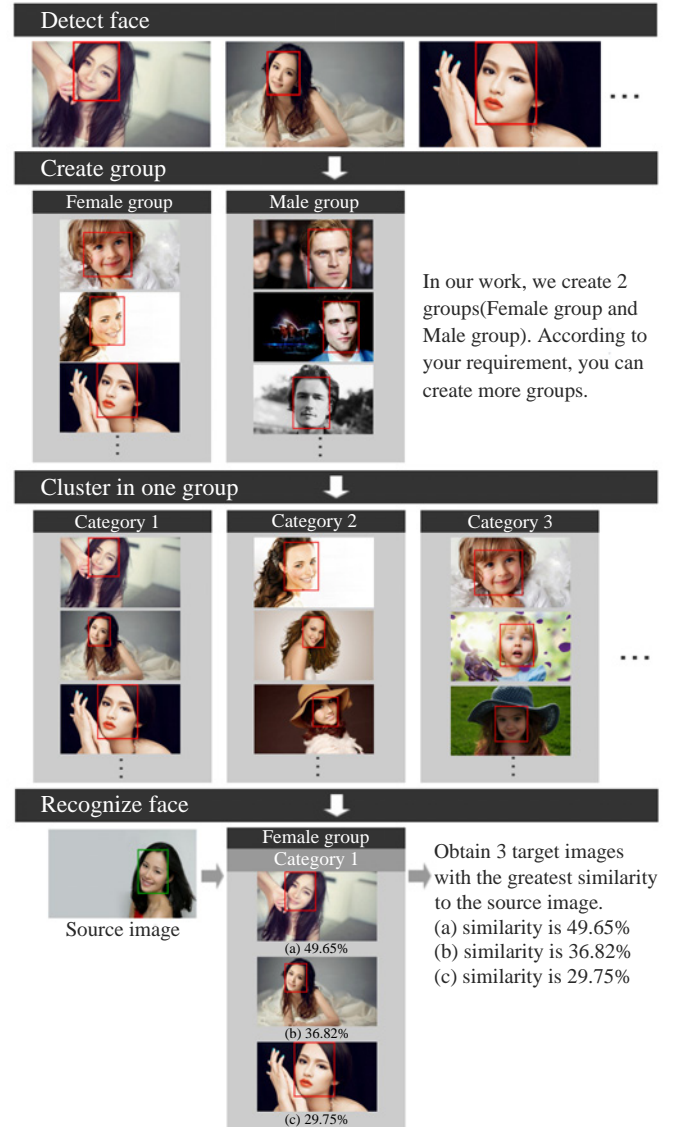 Detect face
...
Create group
Female group
Male group
In our work, we create 2
groups(Female group and
Male group). According to
your requirement, you can
create more groups.
Cluster in one group
Category 1
Category 2
Category 3
...
Recognize face
Source image
Female group
Category 1
(a) 49.65%
(b) 36.82%
(c) 29.75%
Obtain 3 target images
with the greatest similarity
to the source image.
(a) similarity is 49.65%
(b) similarity is 36.82%
(c) similarity is 29.75%